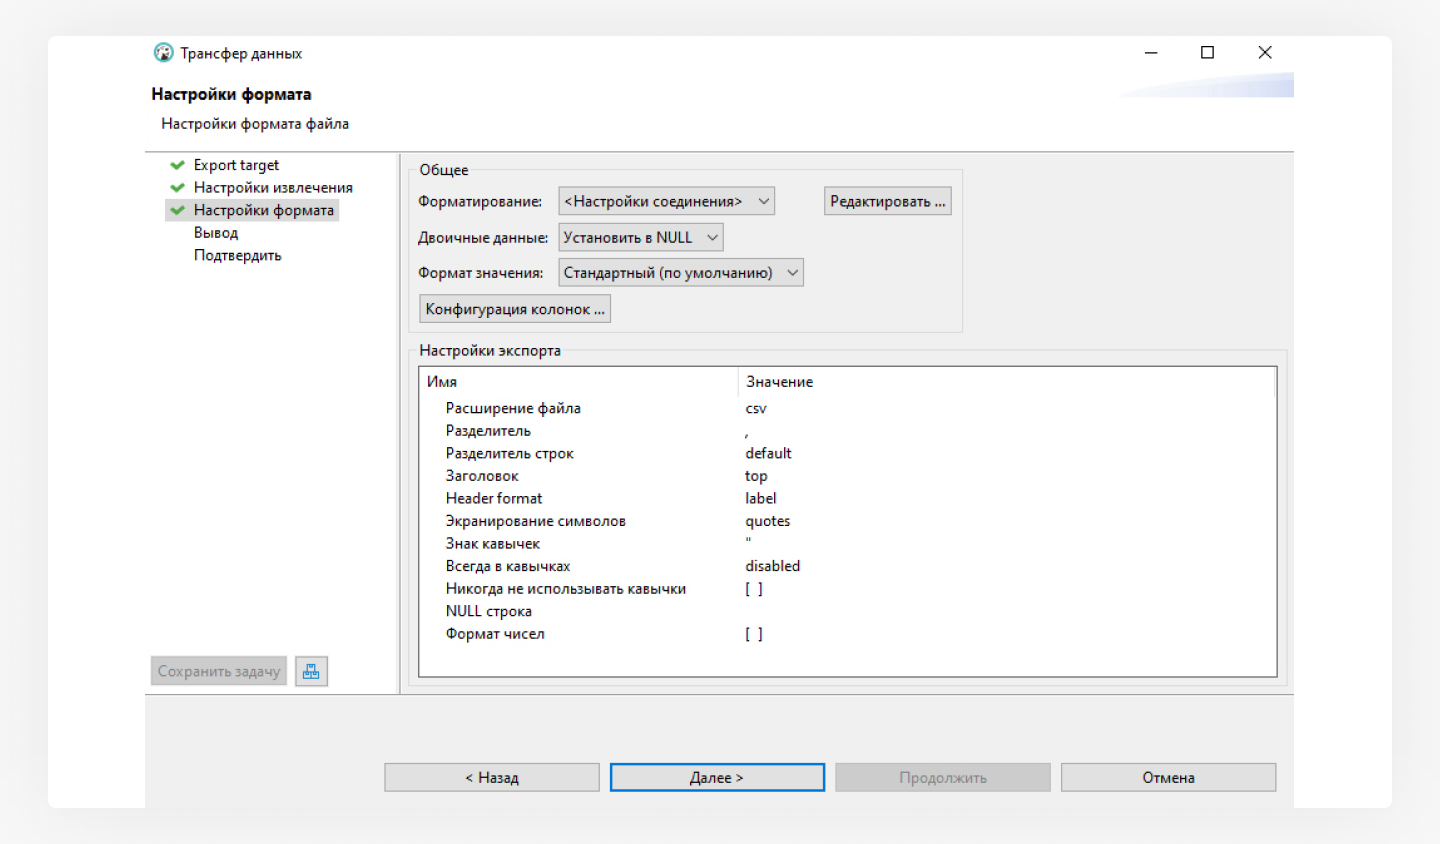 Трансфер данных
Настройки формата
Настройки формата файла
Export target
Настройки извлечения
Настройки формата
Вывод
Подтвердить
Общее
Форматирование: <Настройки соединения> Редактировать ...
Двоичные данные: Установить в NULL
Формат значения: Стандартный (по умолчанию)
Конфигурация колонок ...
Настройки экспорта
Имя Значение
Расширение файла csv
Разделитель ,
Разделитель строк default
Заголовок top
Header format label
Экранирование символов quotes
Знак кавычек "
Всегда в кавычках disabled
Никогда не использовать кавычки [ ]
NULL строка
Формат чисел [ ]
Сохранить задачу
< Назад Далее > Продолжить Отмена